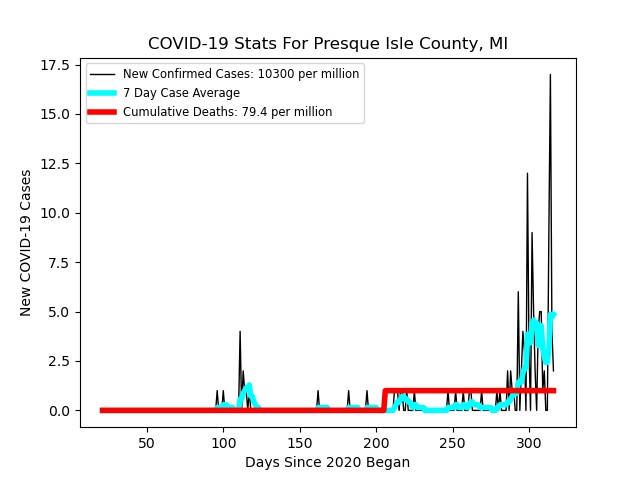 COVID-19 Stats For Presque Isle County, MI
New Confirmed Cases: 10300 per million
7 Day Case Average
Cumulative Deaths: 79.4 per million
New COVID-19 Cases
17.5
15.0
12.5
10.0
7.5
5.0
2.5
0.0
50 100 150 200 250 300
Days Since 2020 Began